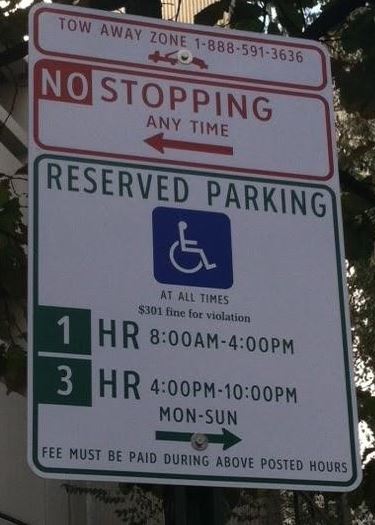 TOW AWAY ZONE 1-888-591-3636
NO STOPPING
ANY TIME
RESERVED PARKING
AT ALL TIMES
$301 fine for violation
1 HR 8:00AM-4:00PM
3 HR 4:00PM-10:00PM
MON-SUN
FEE MUST BE PAID DURING ABOVE POSTED HOURS